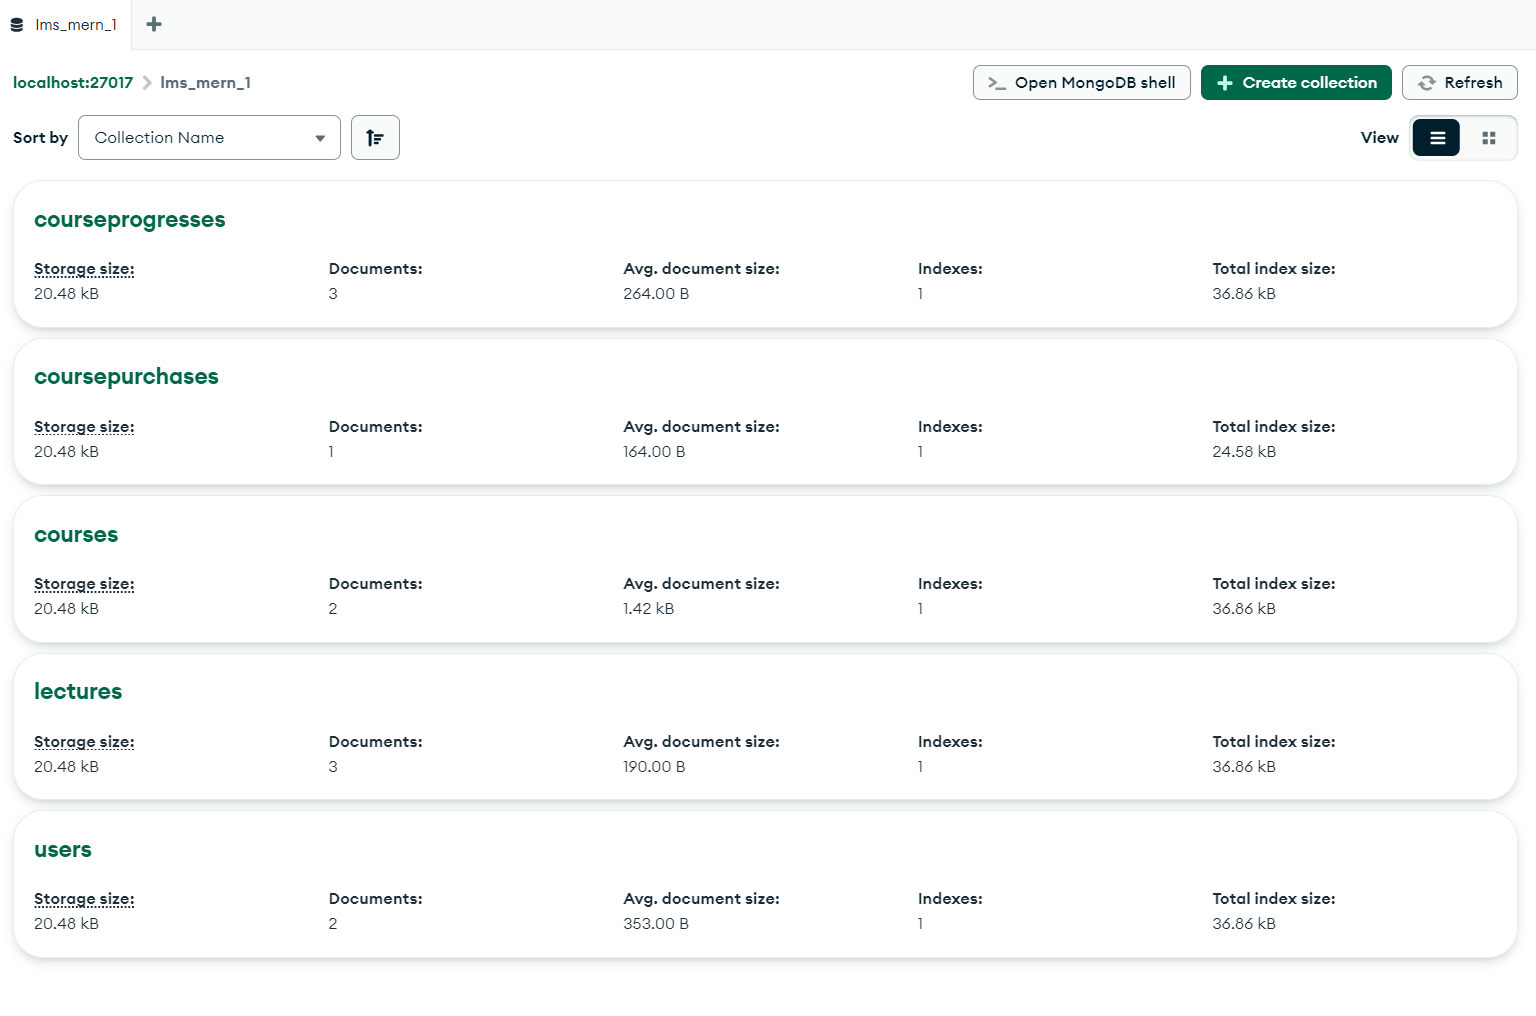 lms_mern_1
localhost:27017 lms_mern_1
Open MongoDB shell Create collection Refresh
Sort by Collection Name View
courseprogresses
Storage size: Documents: Avg. document size: Indexes: Total index size:
20.48 kB 3 264.00 B 1 36.86 kB
coursepurchases
Storage size: Documents: Avg. document size: Indexes: Total index size:
20.48 kB 1 164.00 B 1 24.58 kB
courses
Storage size: Documents: Avg. document size: Indexes: Total index size:
20.48 kB 2 1.42 kB 1 36.86 kB
lectures
Storage size: Documents: Avg. document size: Indexes: Total index size:
20.48 kB 3 190.00 B 1 36.86 kB
users
Storage size: Documents: Avg. document size: Indexes: Total index size:
20.48 kB 2 353.00 B 1 36.86 kB